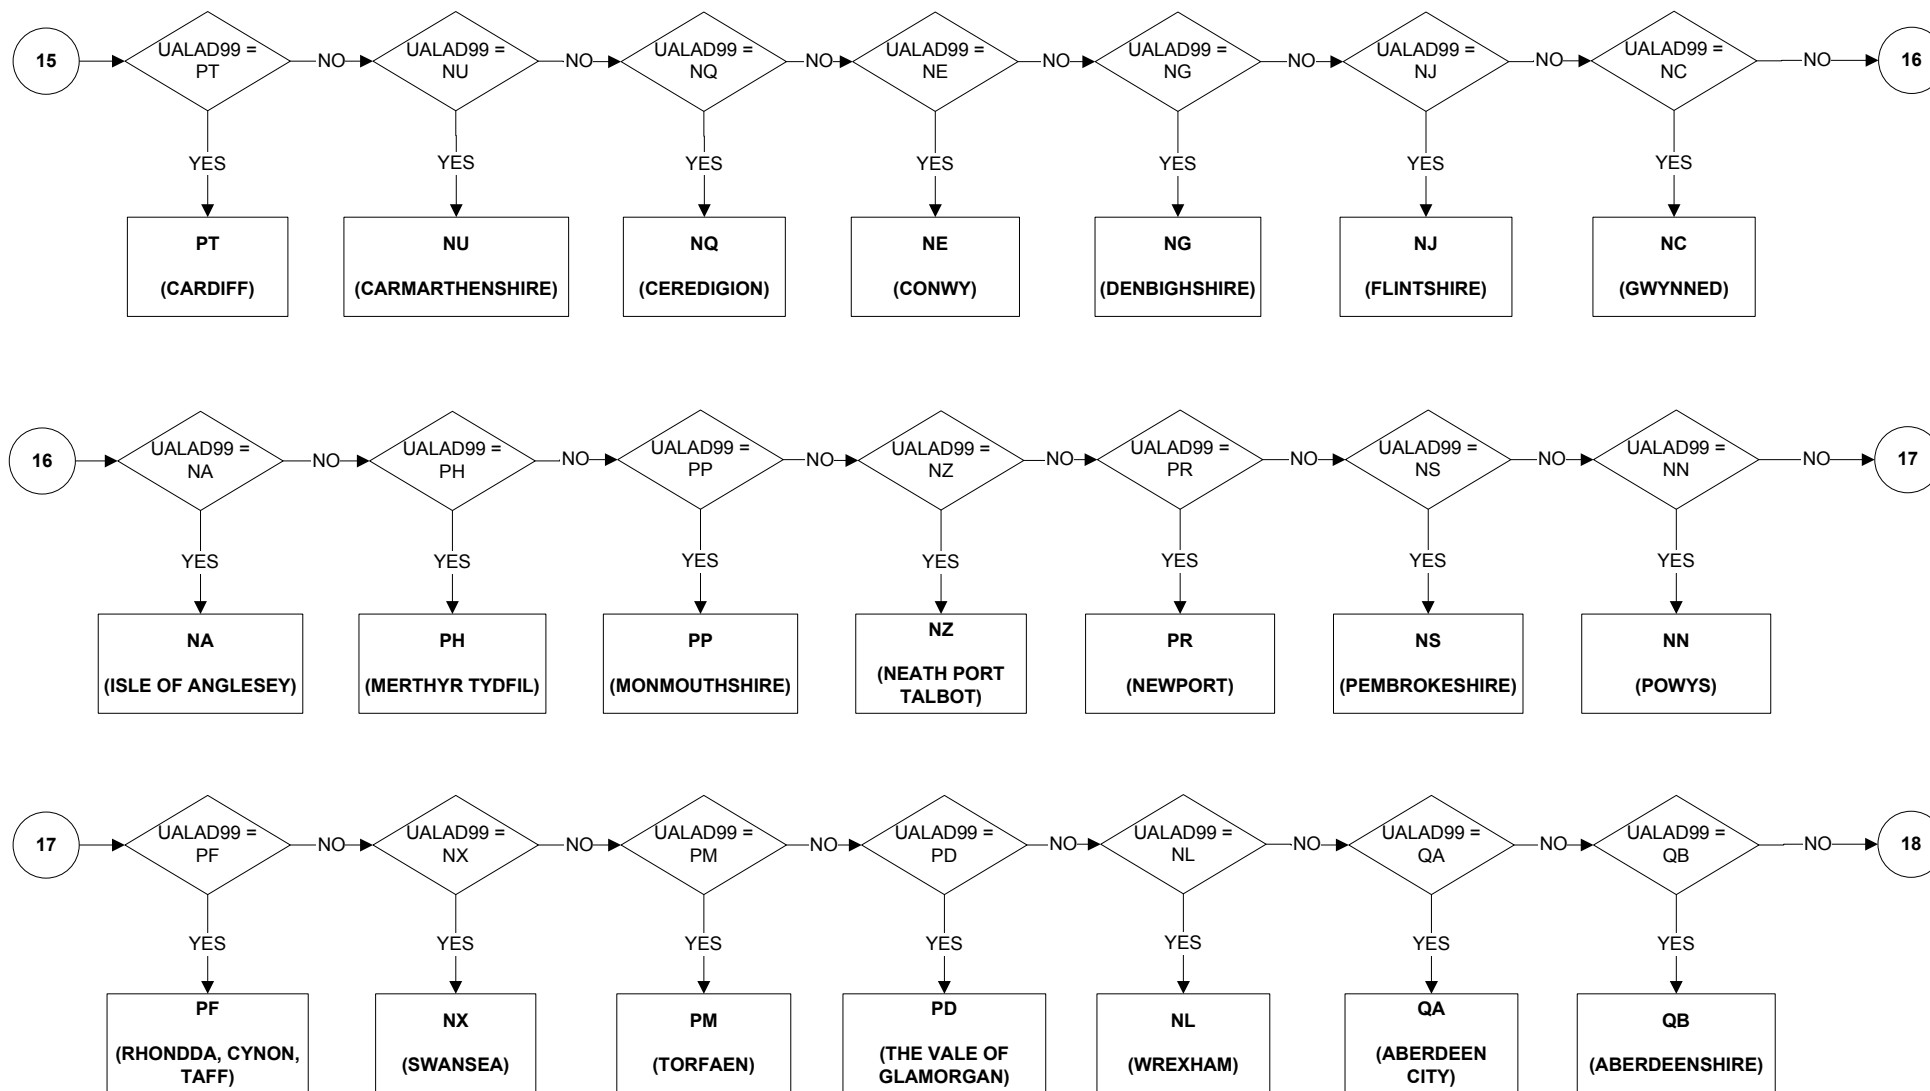 15
UALAD99 =
PT
NO
UALAD99 =
NU
NO
UALAD99 =
NQ
NO
UALAD99 =
NE
NO
UALAD99 =
NG
NO
UALAD99 =
NJ
NO
UALAD99 =
NC
NO
16
YES
YES
YES
YES
YES
YES
YES
PT
(CARDIFF)
NU
(CARMARTHENSHIRE)
NQ
(CEREDIGION)
NE
(CONWY)
NG
(DENBIGHSHIRE)
NJ
(FLINTSHIRE)
NC
(GWYNNED)
16
UALAD99 =
NA
NO
UALAD99 =
PH
NO
UALAD99 =
PP
NO
UALAD99 =
NZ
NO
UALAD99 =
PR
NO
UALAD99 =
NS
NO
UALAD99 =
NN
NO
17
YES
YES
YES
YES
YES
YES
YES
NA
(ISLE OF ANGLESEY)
PH
(MERTHYR TYDFIL)
PP
(MONMOUTHSHIRE)
NZ
(NEATH PORT
TALBOT)
PR
(NEWPORT)
NS
(PEMBROKESHIRE)
NN
(POWYS)
17
UALAD99 =
PF
NO
UALAD99 =
NX
NO
UALAD99 =
PM
NO
UALAD99 =
PD
NO
UALAD99 =
NL
NO
UALAD99 =
QA
NO
UALAD99 =
QB
NO
18
YES
YES
YES
YES
YES
YES
YES
PF
(RHONDDA, CYNON,
TAFF)
NX
(SWANSEA)
PM
(TORFAEN)
PD
(THE VALE OF
GLAMORGAN)
NL
(WREXHAM)
QA
(ABERDEEN
CITY)
QB
(ABERDEENSHIRE)